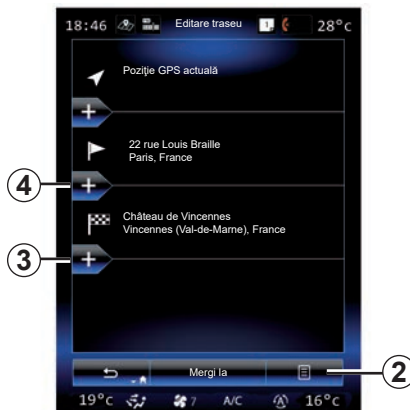 18:46 Editare traseu 1 28°c
Poziţie GPS actuală
22 rue Louis Braille
Paris, France
4
Château de Vincennes
Vincennes (Val-de-Marne), France
3
Mergi la
2
19°c 7 A/C A 16°c